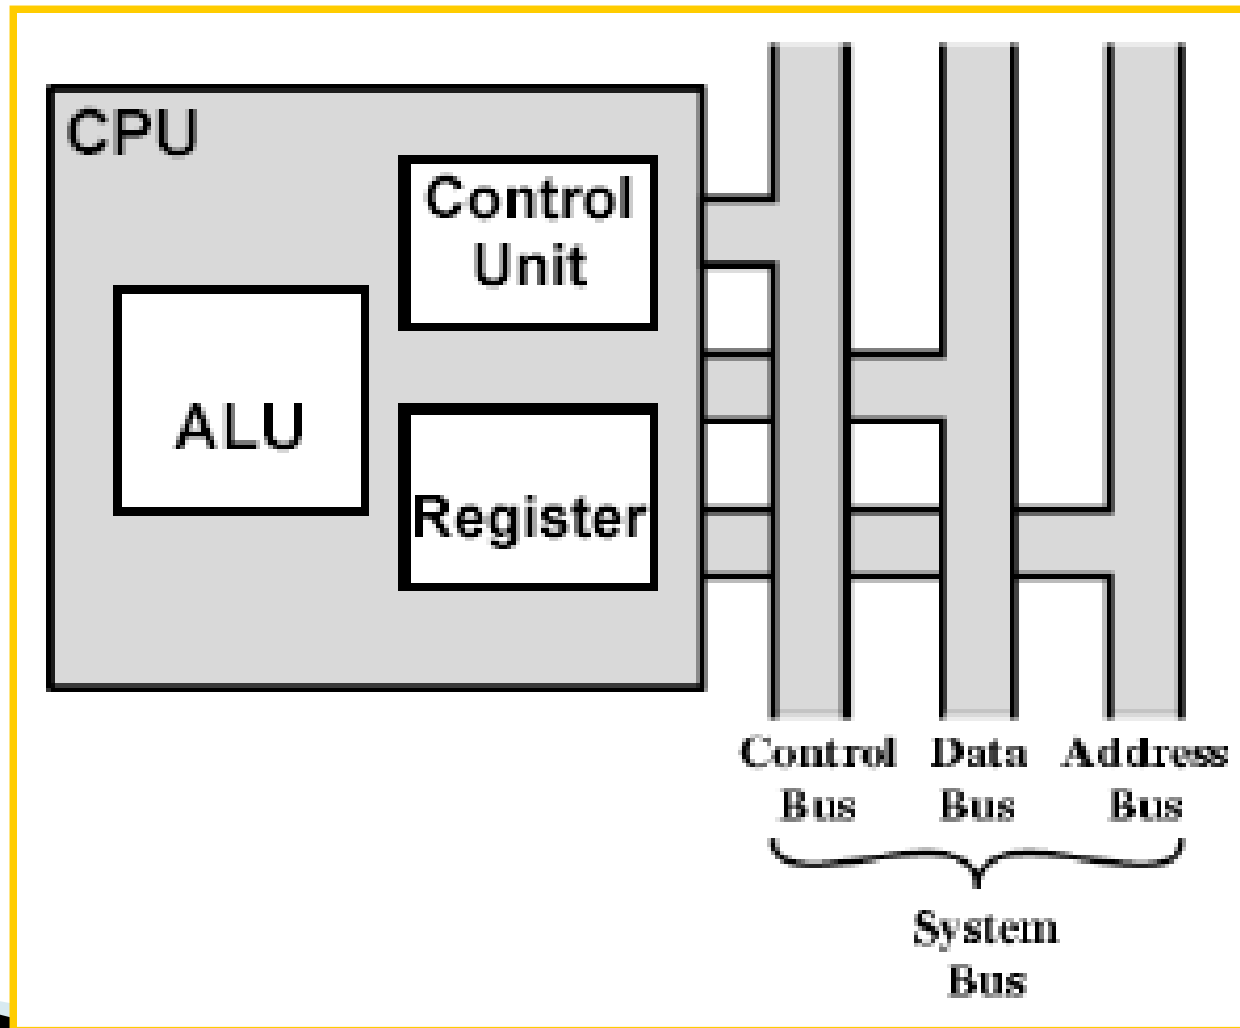 CPU
Control
Unit
ALU
Register
Control Data Address
Bus Bus Bus
System
Bus